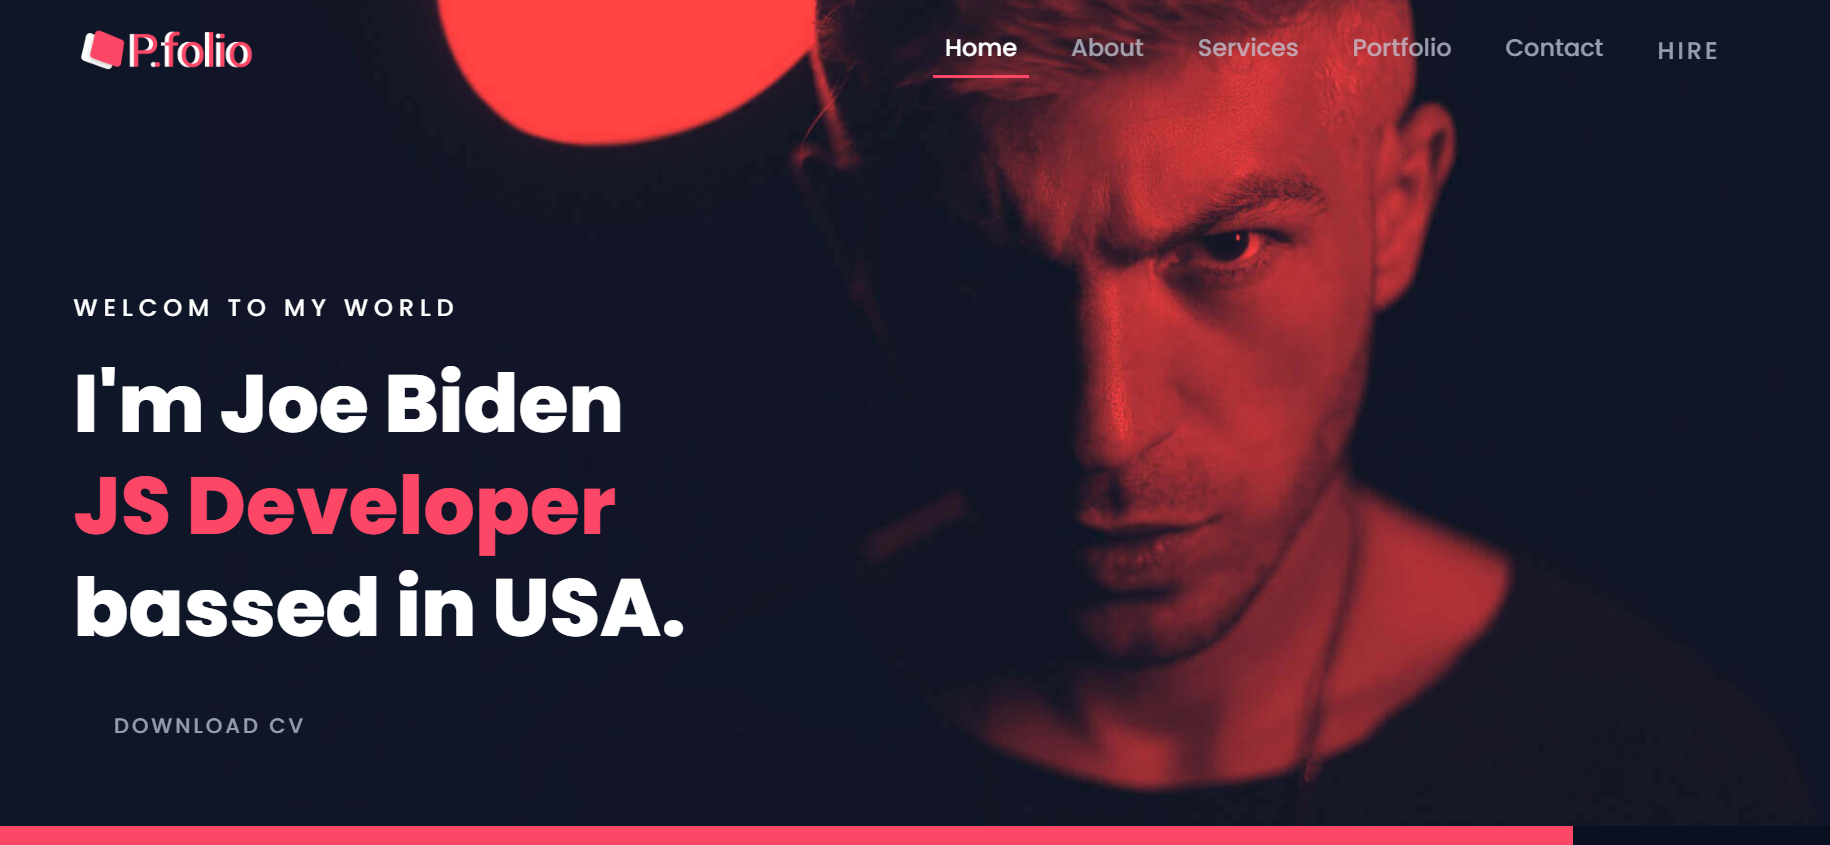 P.folio
Home About Services Portfolio Contact HIRE
WELCOM TO MY WORLD
I'm Joe Biden
JS Developer
bassed in USA.
DOWNLOAD CV